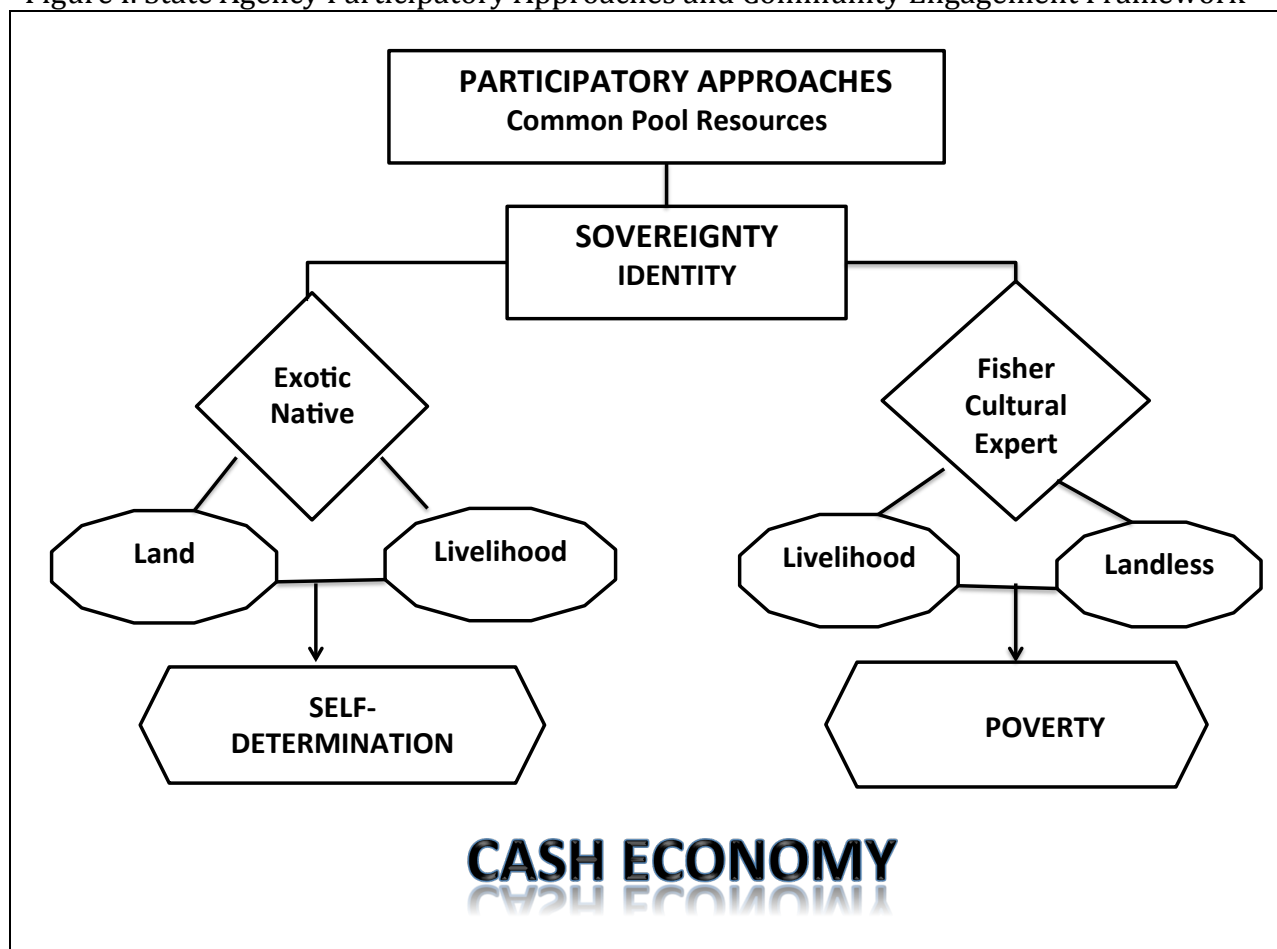 Figure 1. State Agency Participatory Approaches and Community Engagement Framework
PARTICIPATORY APPROACHES
Common Pool Resources
SOVEREIGNTY
IDENTITY
Exotic
Native
Fisher
Cultural
Expert
Land
Livelihood
Livelihood
Landless
SELF-
DETERMINATION
POVERTY
CASH ECONOMY